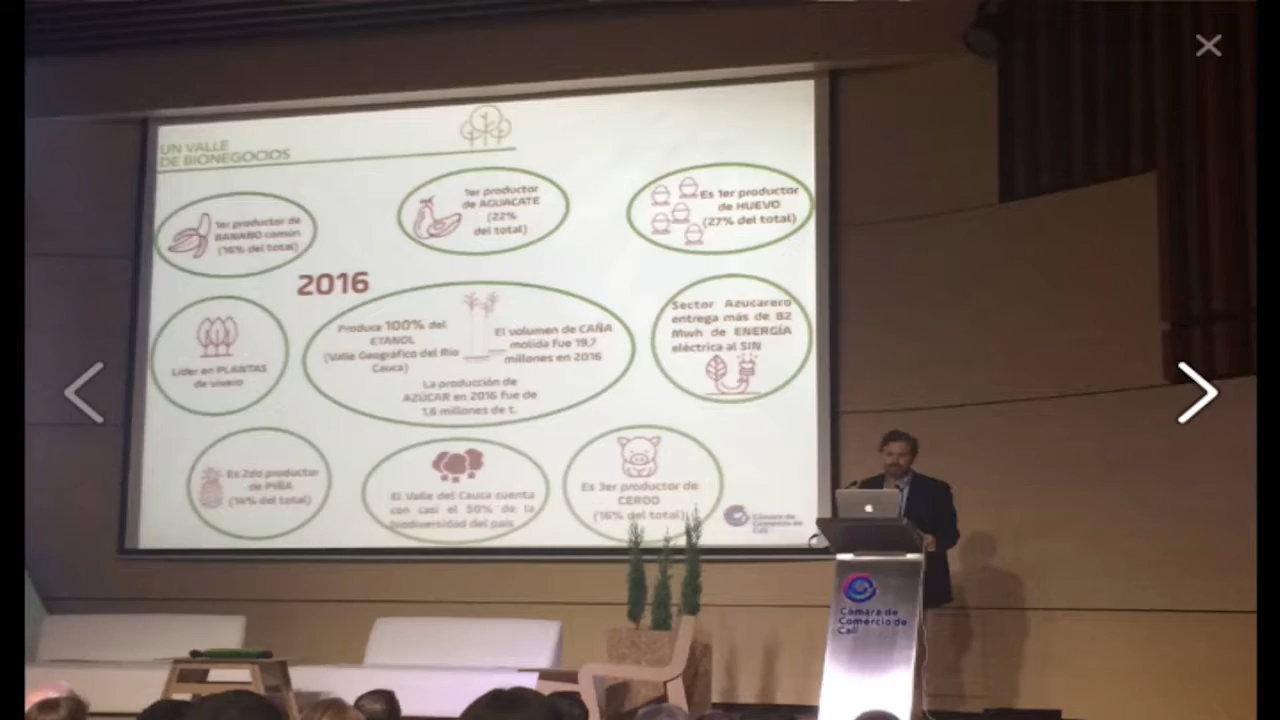 UN VALLE
DE BIONEGOCIOS
1er productor de
BANANO común
(16% del total)
1er productor
de AGUACATE
(22%
del total)
Es 1er productor
de HUEVO
(27% del total)
2016
Líder en PLANTAS
de vivero
Produce 100% del
ETANOL
(Valle Geográfico del Río
Cauca)
El volumen de CAÑA
molida fue 19,7
millones en 2016
La producción de
AZÚCAR en 2016 fue de
1,8 millones de t.
Sector Azucarero
entrega más de 82
Mwh de ENERGÍA
eléctrica al SIN
Es 2do productor
de PIÑA
(14% del total)
El Valle del Cauca cuenta
con casi el 50% de la
biodiversidad del país
Es 3er productor de
CERDO
(16% del total)
Cámara de
Comercio de
Cali
Cámara de
Comercio de
Cali